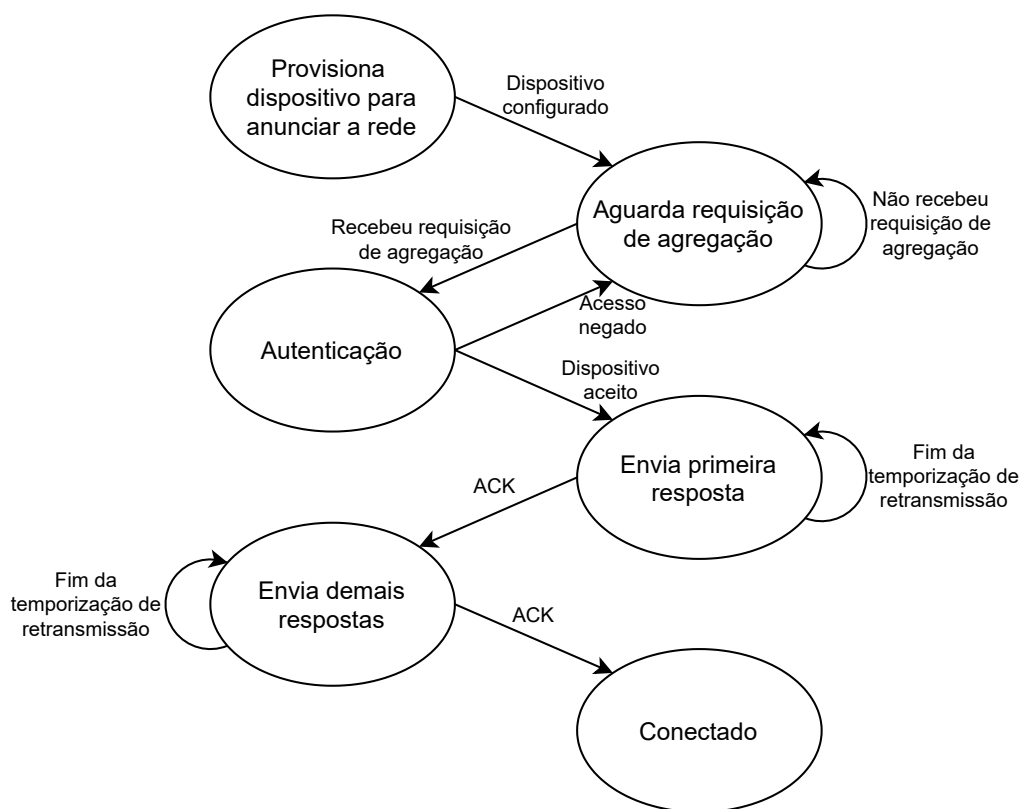 Provisiona
dispositivo para
anunciar a rede
Dispositivo
configurado
Aguarda requisição
de agregação
Não recebeu
requisição de
agregação
Recebeu requisição
de agregação
Acesso
negado
Autenticação
Dispositivo
aceito
Envia primeira
resposta
Fim da
temporização de
retransmissão
ACK
Envia demais
respostas
Fim da
temporização de
retransmissão
ACK
Conectado